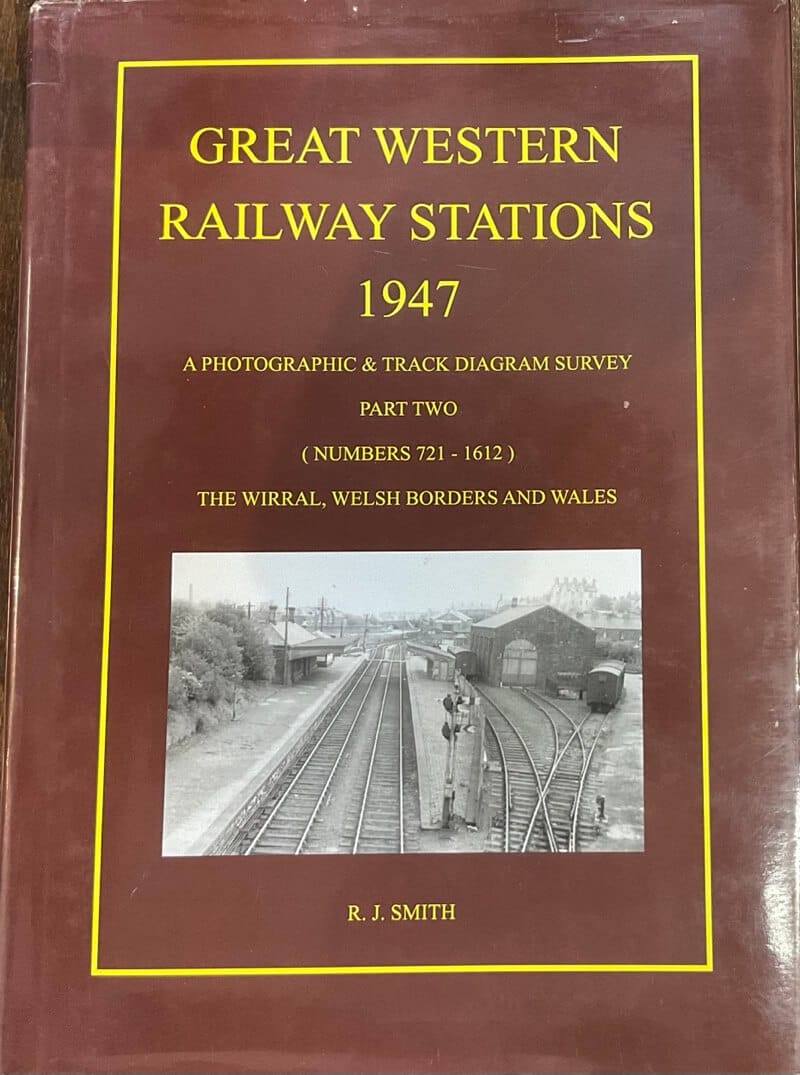 GREAT WESTERN
RAILWAY STATIONS
1947
A PHOTOGRAPHIC & TRACK DIAGRAM SURVEY
PART TWO
( NUMBERS 721 - 1612 )
THE WIRRAL, WELSH BORDERS AND WALES
R. J. SMITH